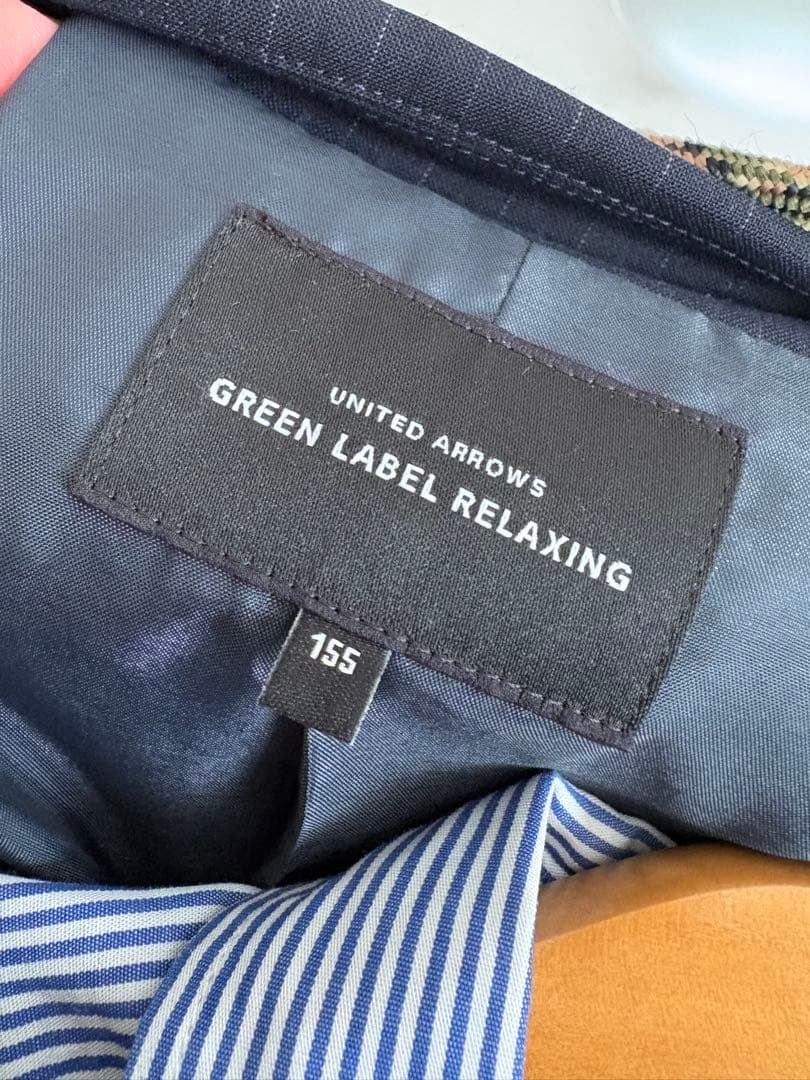 UNITED ARROWS
GREEN LABEL RELAXING
155